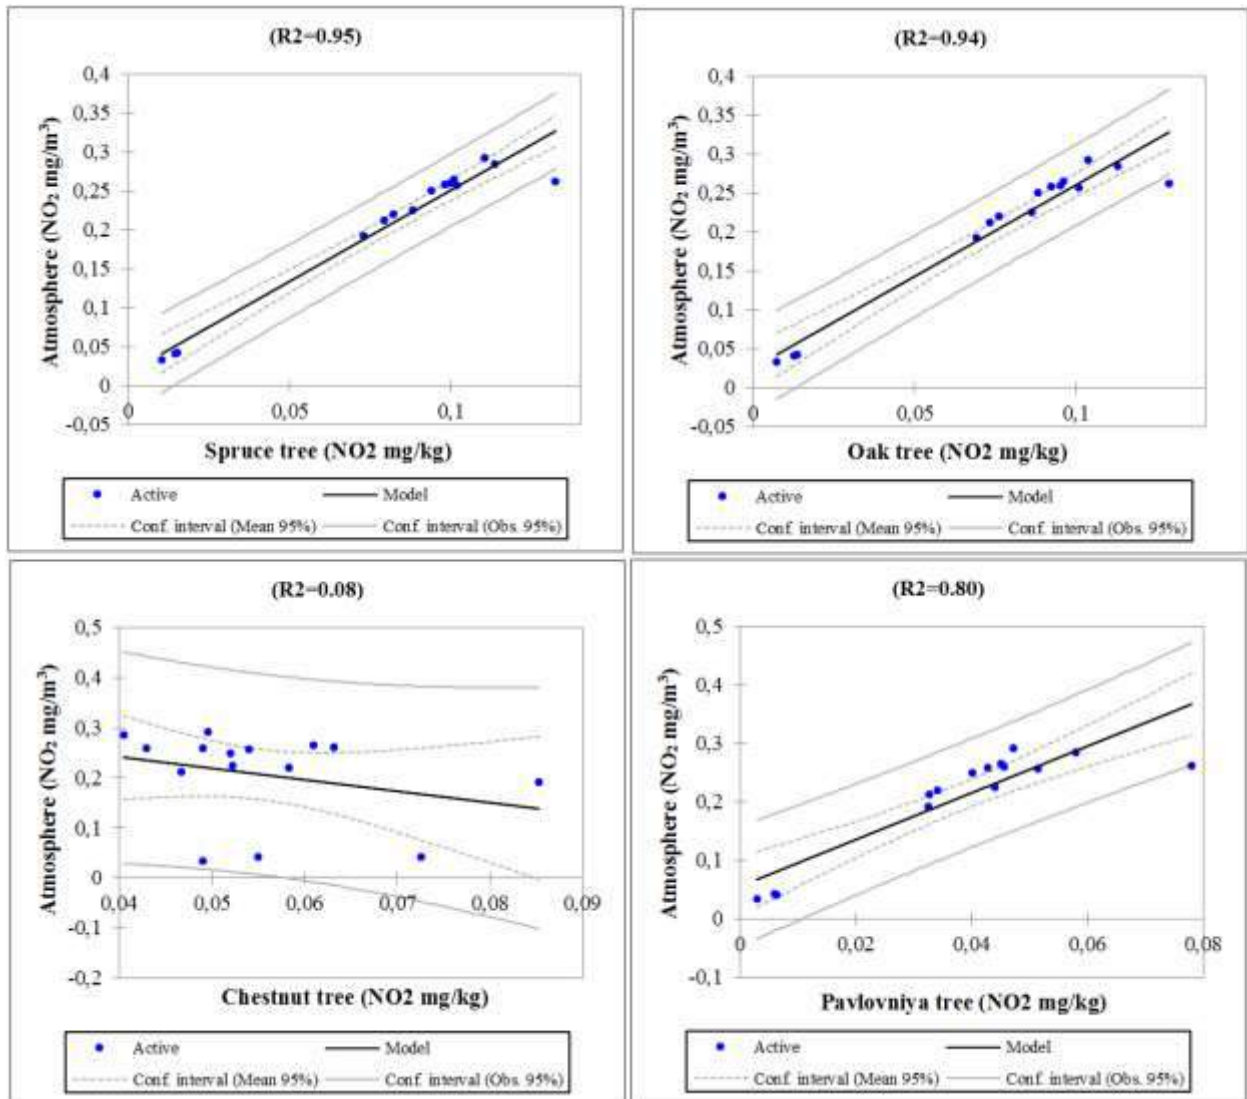 (R2=0.95)
Atmosphere (NO₂ mg/m³)
0,4
0,35
0,3
0,25
0,2
0,15
0,1
0,05
0
-0,05
0 0,05 0,1
Spruce tree (NO2 mg/kg)
Active Model
Conf. interval (Mean 95%) Conf. interval (Obs. 95%)
(R2=0.94)
Atmosphere (NO₂ mg/m³)
0,4
0,35
0,3
0,25
0,2
0,15
0,1
0,05
0
-0,05
0 0,05 0,1
Oak tree (NO2 mg/kg)
Active Model
Conf. interval (Mean 95%) Conf. interval (Obs. 95%)
(R2=0.08)
Atmosphere (NO₂ mg/m³)
0,5
0,4
0,3
0,2
0,1
0
-0,1
-0,2
0,04 0,05 0,06 0,07 0,08 0,09
Chestnut tree (NO2 mg/kg)
Active Model
Conf. interval (Mean 95%) Conf. interval (Obs. 95%)
(R2=0.80)
Atmosphere (NO₂ mg/m³)
0,5
0,4
0,3
0,2
0,1
0
-0,1
0 0,02 0,04 0,06 0,08
Pavlovniya tree (NO2 mg/kg)
Active Model
Conf. interval (Mean 95%) Conf. interval (Obs. 95%)